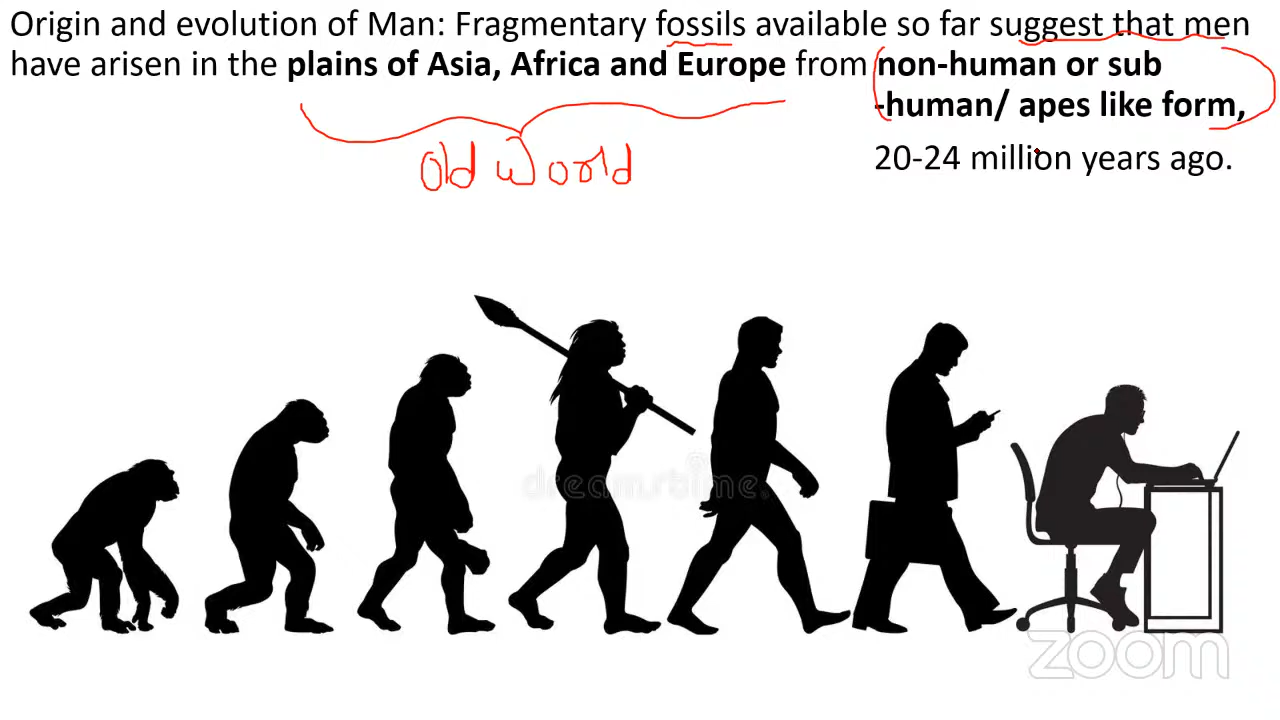 Origin and evolution of Man: Fragmentary fossils available so far suggest that men
have arisen in the plains of Asia, Africa and Europe from non-human or sub
-human/ apes like form,
Old World
20-24 million years ago.
zoom